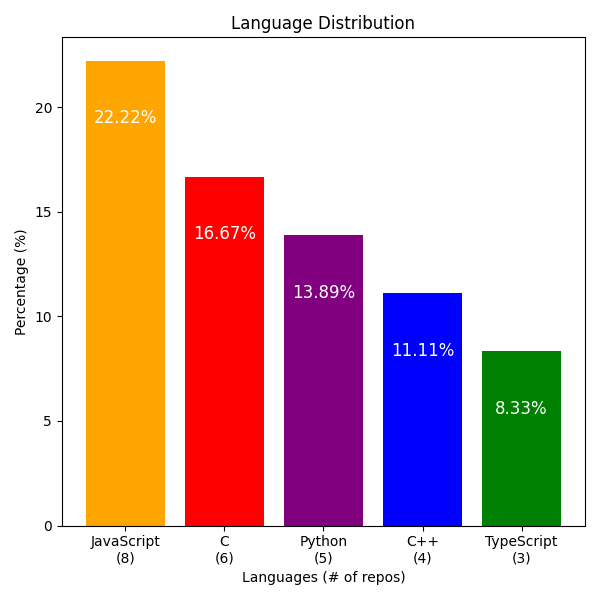 Language Distribution
Percentage (%)
20
15
10
5
0
22.22%
16.67%
13.89%
11.11%
8.33%
JavaScript
(8)
C
(6)
Python
(5)
C++
(4)
TypeScript
(3)
Languages (# of repos)